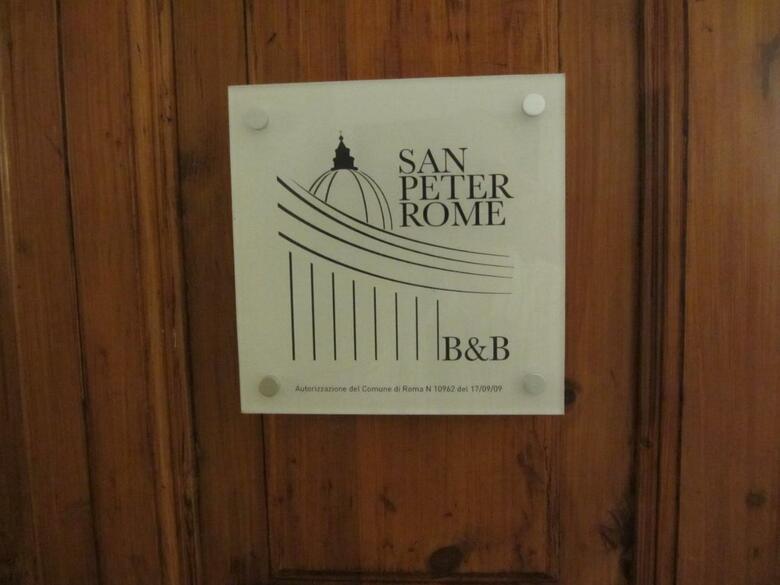 SAN
PETER
ROME
B&B
Autorizzazione del Comune di Roma N 10962 del 17/09/09